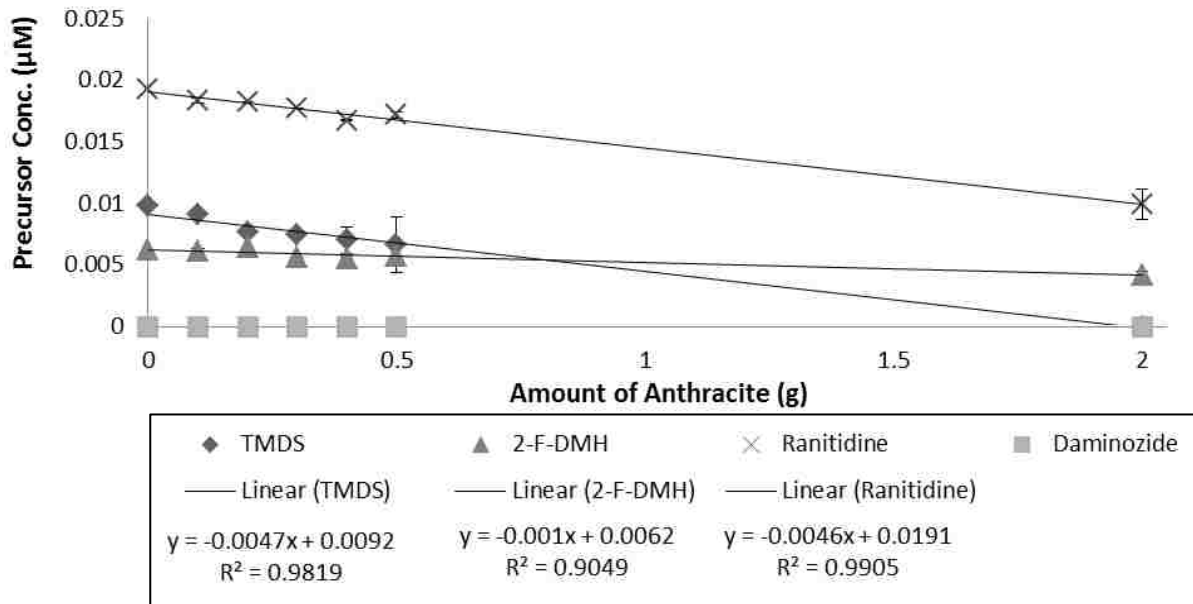 0.025
0.02
0.015
0.01
0.005
0
Precursor Conc. (µM)
0 0.5 1 1.5 2
Amount of Anthracite (g)
TMDS 2-F-DMH Ranitidine Daminozide
Linear (TMDS) Linear (2-F-DMH) Linear (Ranitidine)
y = -0.0047x + 0.0092 y = -0.001x + 0.0062 y = -0.0046x + 0.0191
R² = 0.9819 R² = 0.9049 R² = 0.9905